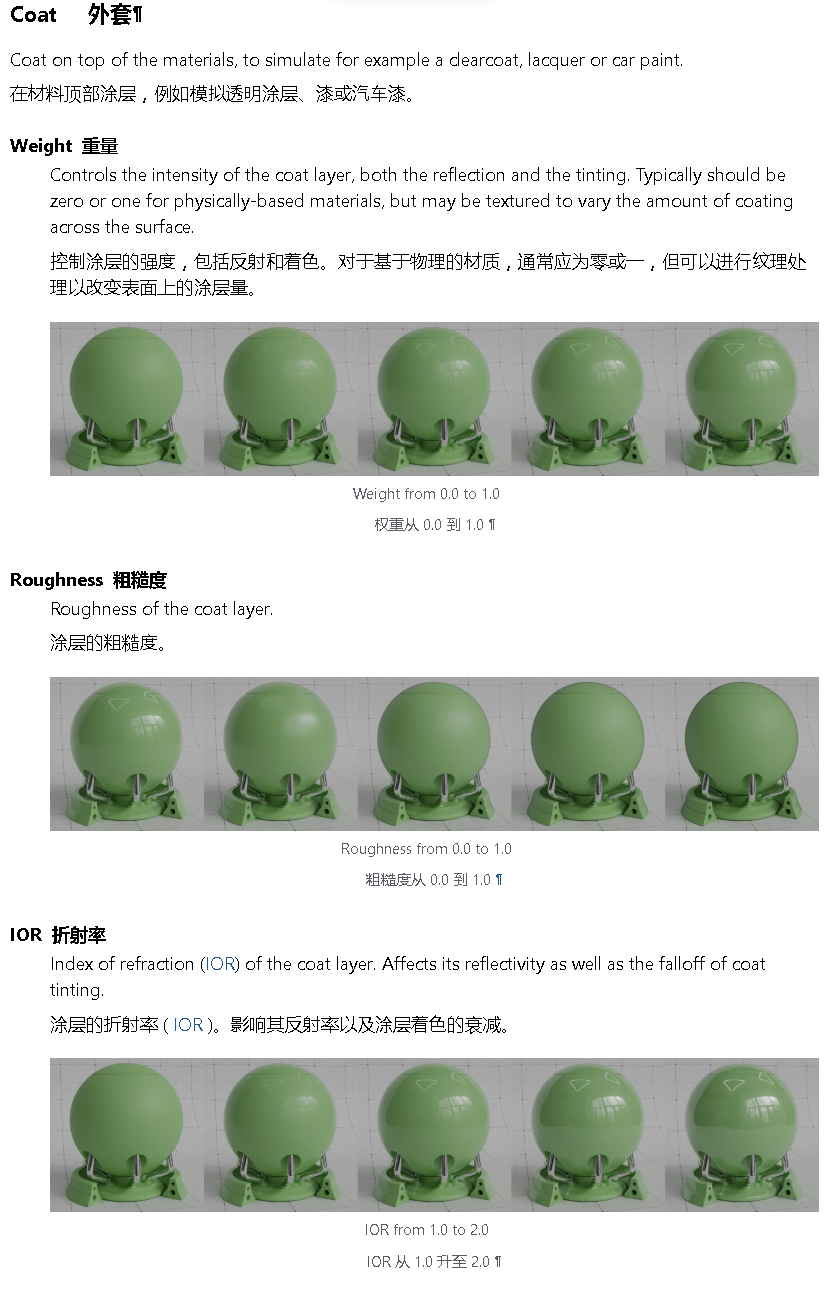 Coat 外套¶
Coat on top of the materials, to simulate for example a clearcoat, lacquer or car paint.
在材料顶部涂层，例如模拟透明涂层、漆或汽车漆。
Weight 重量
Controls the intensity of the coat layer, both the reflection and the tinting. Typically should be
zero or one for physically-based materials, but may be textured to vary the amount of coating
across the surface.
控制涂层的强度，包括反射和着色。对于基于物理的材质，通常应为零或一，但可以进行纹理处
理以改变表面上的涂层量。
Weight from 0.0 to 1.0
权重从 0.0 到 1.0 ¶
Roughness 粗糙度
Roughness of the coat layer.
涂层的粗糙度。
Roughness from 0.0 to 1.0
粗糙度从 0.0 到 1.0 ¶
IOR 折射率
Index of refraction (IOR) of the coat layer. Affects its reflectivity as well as the falloff of coat
tinting.
涂层的折射率 ( IOR )。影响其反射率以及涂层着色的衰减。
IOR from 1.0 to 2.0
IOR 从 1.0 升至 2.0 ¶